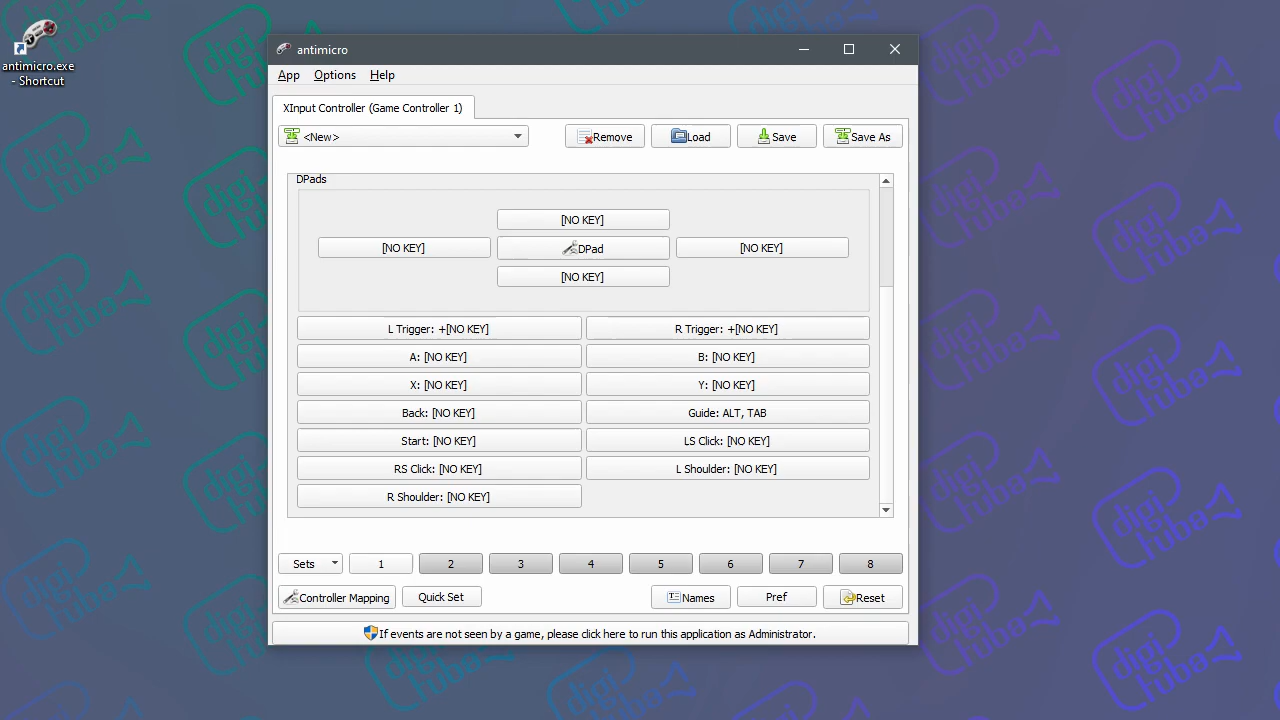 antimicro.exe
- Shortcut
antimicro
App Options Help
XInput Controller (Game Controller 1)
<New> Remove Load Save Save As
DPads
[NO KEY]
[NO KEY] DPad [NO KEY]
[NO KEY]
L Trigger: +[NO KEY] R Trigger: +[NO KEY]
A: [NO KEY] B: [NO KEY]
X: [NO KEY] Y: [NO KEY]
Back: [NO KEY] Guide: ALT, TAB
Start: [NO KEY] LS Click: [NO KEY]
RS Click: [NO KEY] L Shoulder: [NO KEY]
R Shoulder: [NO KEY]
Sets 1 2 3 4 5 6 7 8
Controller Mapping Quick Set Names Pref Reset
If events are not seen by a game, please click here to run this application as Administrator.
digi
tuba